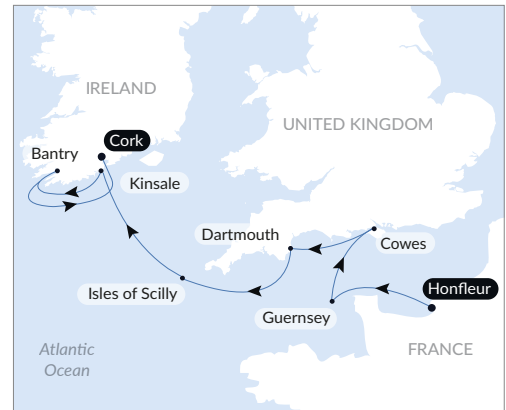 IRELAND
UNITED KINGDOM
Cork
Bantry
Kinsale
Dartmouth
Cowes
Isles of Scilly
Honfleur
Guernsey
Atlantic
Ocean
FRANCE